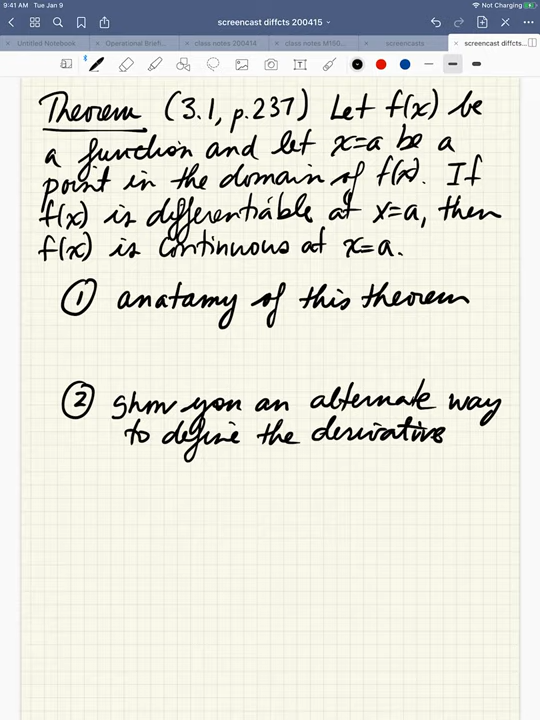 9:41 AM Tue Jan 9
Not Charging
screencast diffcts 200415
Untitled Notebook
Operational Briefi...
class notes 200414
class notes M160...
screencasts
screencast diffcts...
Theorem (3.1, p.237) Let f(x) be
a function and let x=a be a
point in the domain of f(x). If
f(x) is differentiable at x=a, then
f(x) is continuous at x=a.
① anatamy of this theorem
② show you an alternate way
to define the derivative